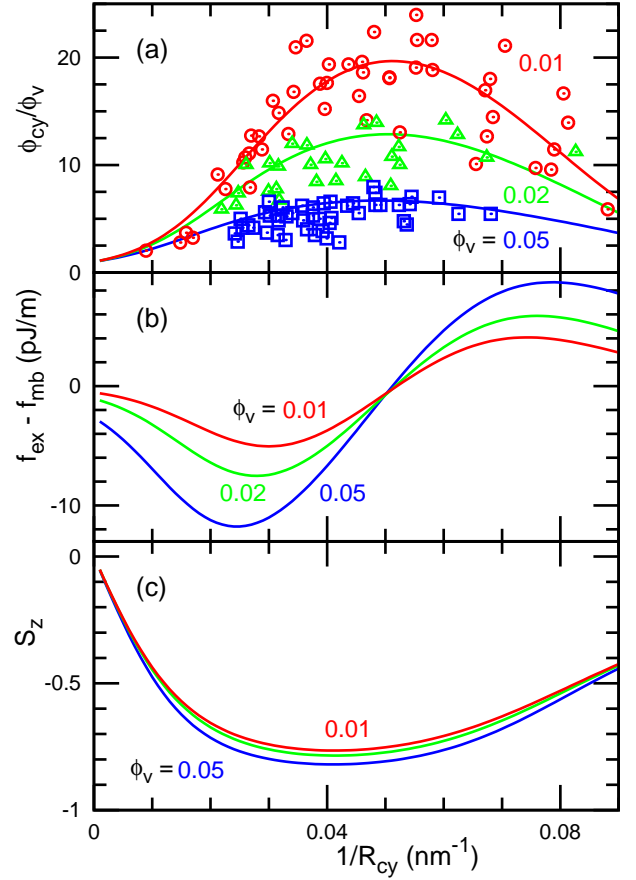 (a)
20
10
0
ϕcy/ϕv
0.01
0.02
ϕv = 0.05
(b)
0
-10
fex - fmb (pJ/m)
ϕv = 0.01
0.02
0.05
(c)
0
-0.5
-1
Sz
0.01
ϕv = 0.05
0
0.04
0.08
1/Rcy (nm-1)